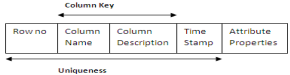 Column Key
Row no
Column
Name
Column
Description
Time
Stamp
Attribute
Properties
Uniqueness